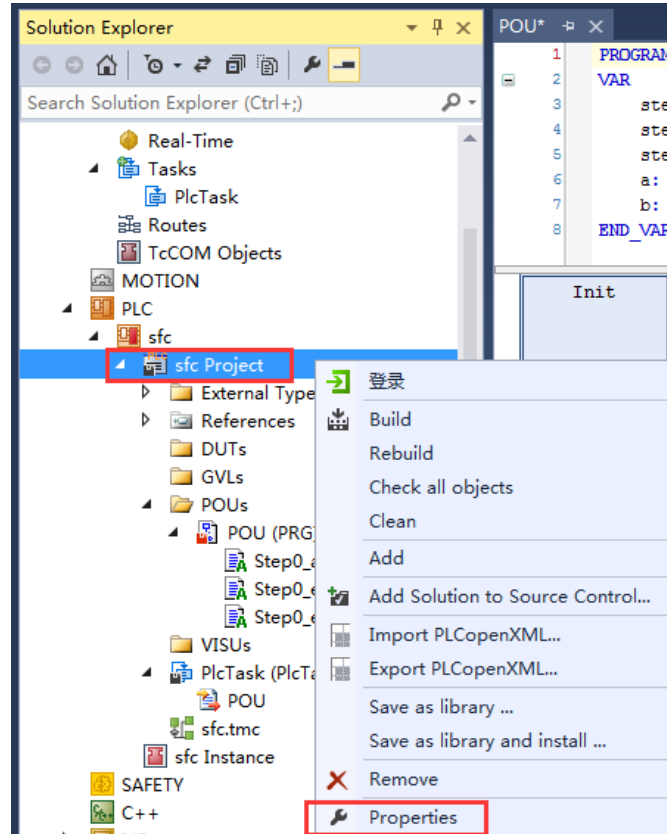 Solution Explorer
Search Solution Explorer (Ctrl+;)
Real-Time
Tasks
PlcTask
Routes
TcCOM Objects
MOTION
PLC
sfc
sfc Project
External Type
References
DUTs
GVLs
POUs
POU (PRG)
Step0_a
Step0_e
Step0_e
VISUs
PlcTask (PlcTa
POU
sfc.tmc
sfc Instance
SAFETY
C++
POU*
1 PROGRAM
2 VAR
3 ste
4 ste
5 ste
6 a:
7 b:
8 END_VAR
Init
登录
Build
Rebuild
Check all objects
Clean
Add
Add Solution to Source Control...
Import PLCopenXML...
Export PLCopenXML...
Save as library ...
Save as library and install ...
Remove
Properties